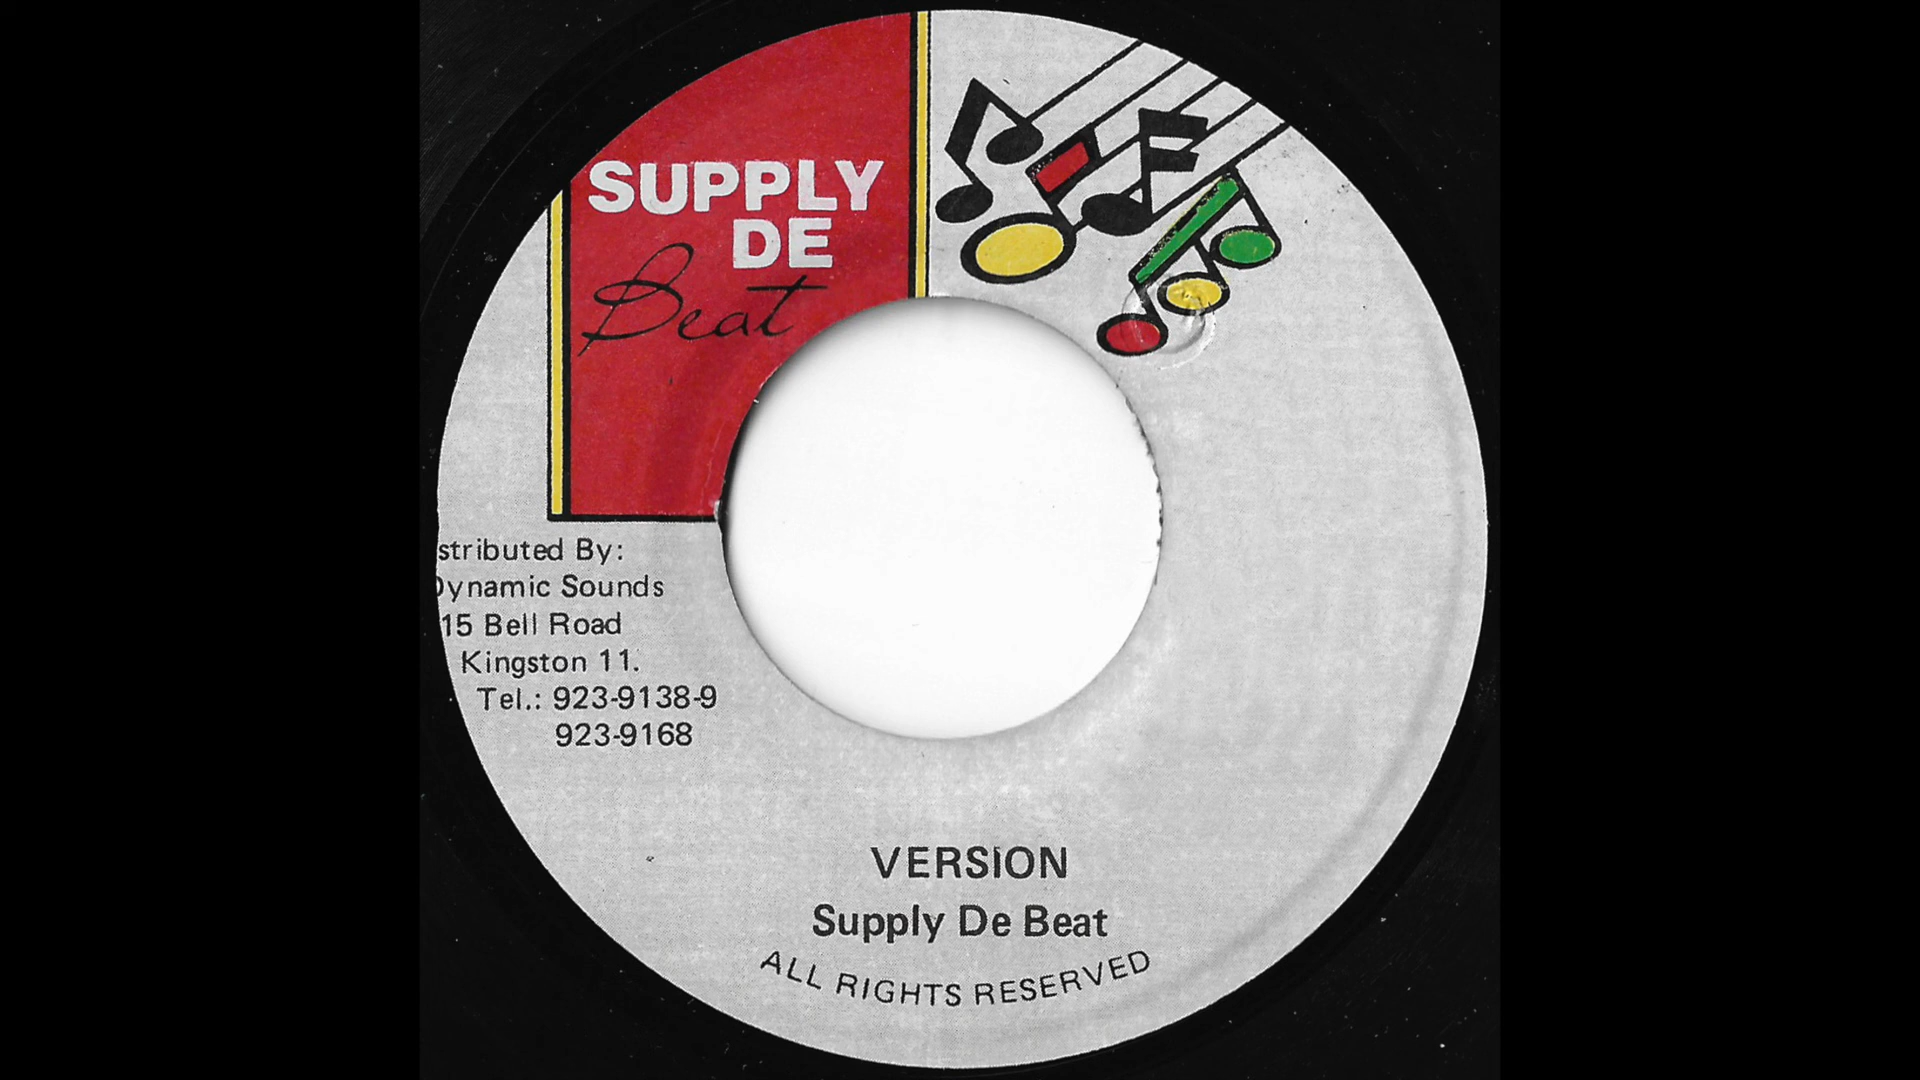 SUPPLY
DE
Beat
stributed By:
Dynamic Sounds
15 Bell Road
Kingston 11.
Tel.: 923-9138-9
923-9168
VERSION
Supply De Beat
ALL RIGHTS RESERVED